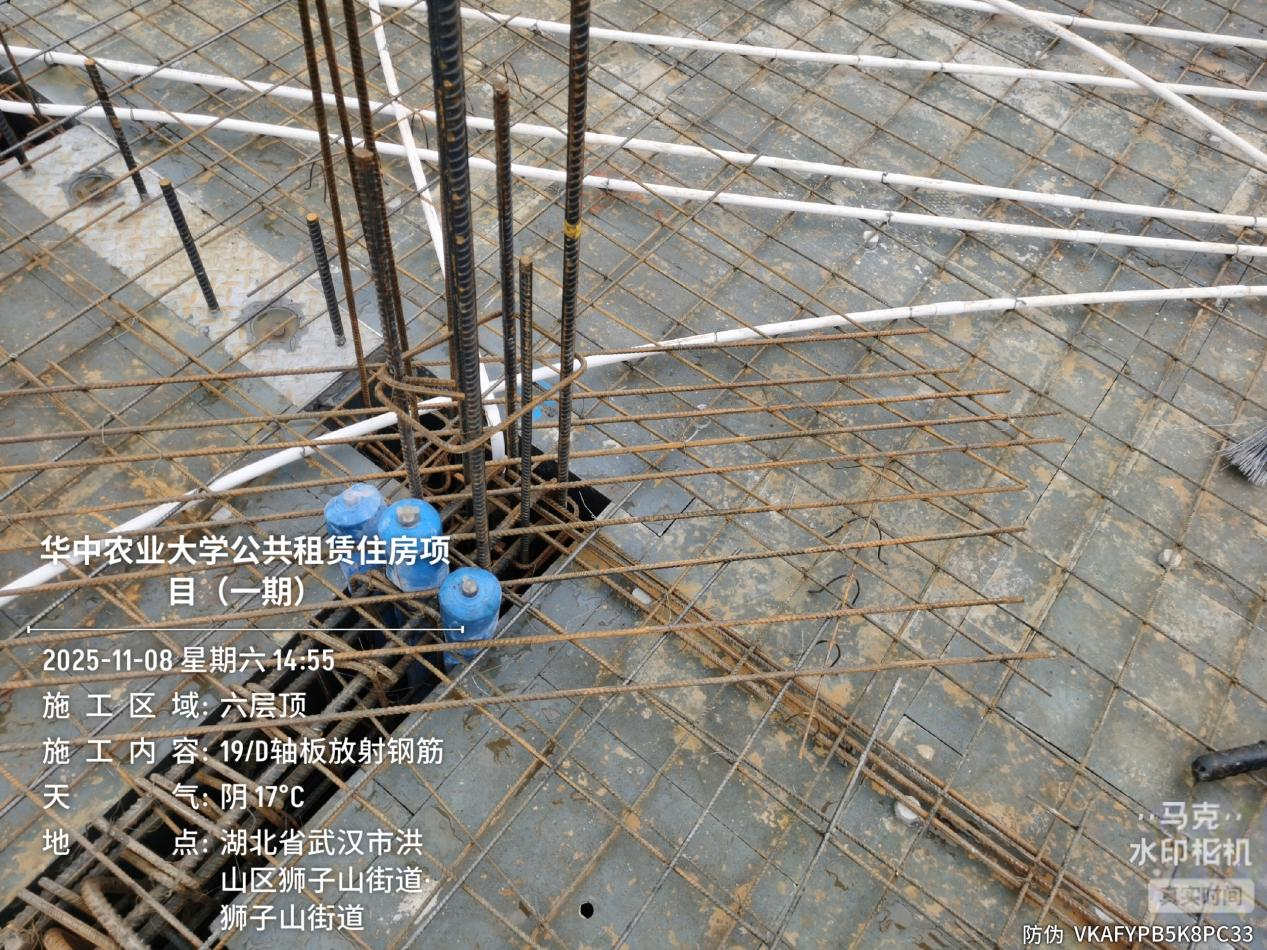 华中农业大学公共租赁住房项
目（一期）
2025-11-08 星期六 14:55
施工区域：六层顶
施工内容：19/D轴板放射钢筋
天气：阴 17°C
地点：湖北省武汉市洪
山区狮子山街道·
狮子山街道
马克
水印相机
真实时间
防伪 VKAFYPB5K8PC33